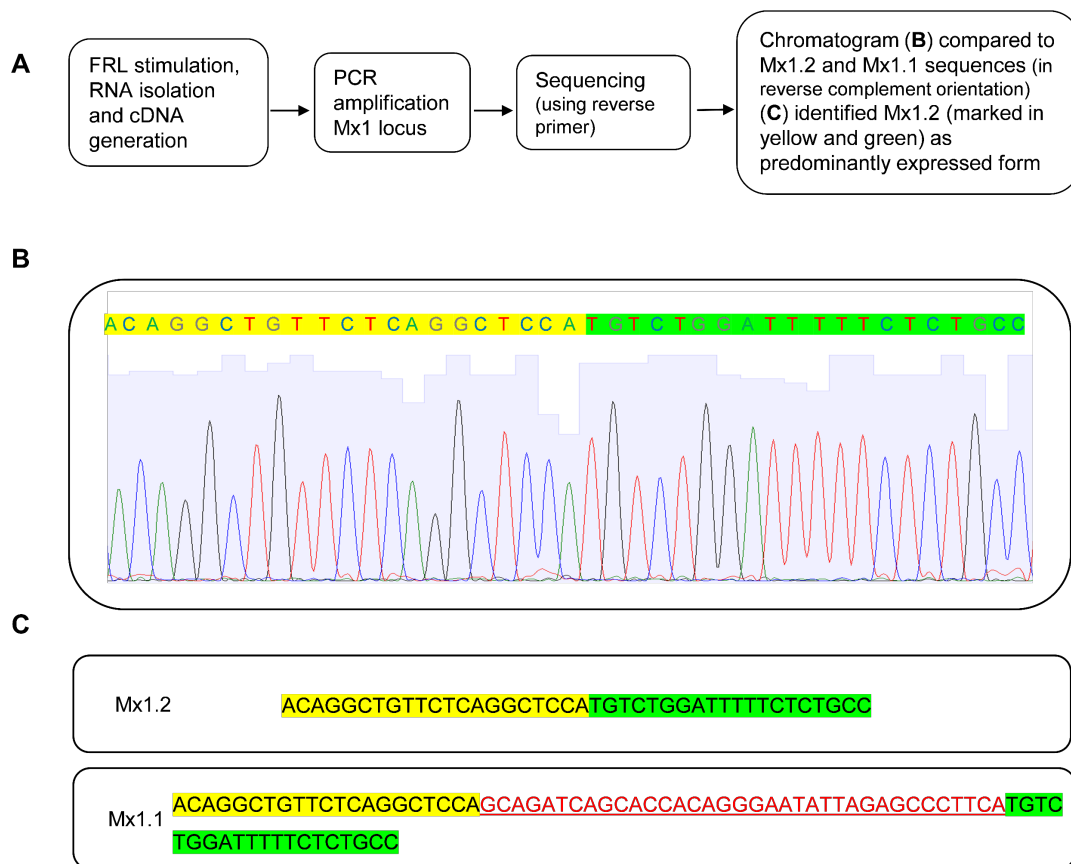 A
FRL stimulation,
RNA isolation
and cDNA
generation
PCR
amplification
Mx1 locus
Sequencing
(using reverse
primer)
Chromatogram (B) compared to
Mx1.2 and Mx1.1 sequences (in
reverse complement orientation)
(C) identified Mx1.2 (marked in
yellow and green) as
predominantly expressed form
B
A C A G G C T G T T C T C A G G C T C C A T G T C T G G A T T T T T C T C T G C C
C
Mx1.2
ACAGGCTGTTCTCAGGCTCCATGTCTGGATTTTTCTCTGCC
Mx1.1
ACAGGCTGTTCTCAGGCTCCAGCAGATCAGCACCACAGGGAATATTAGAGCCCTTCATGTC
TGGATTTTTCTCTGCC